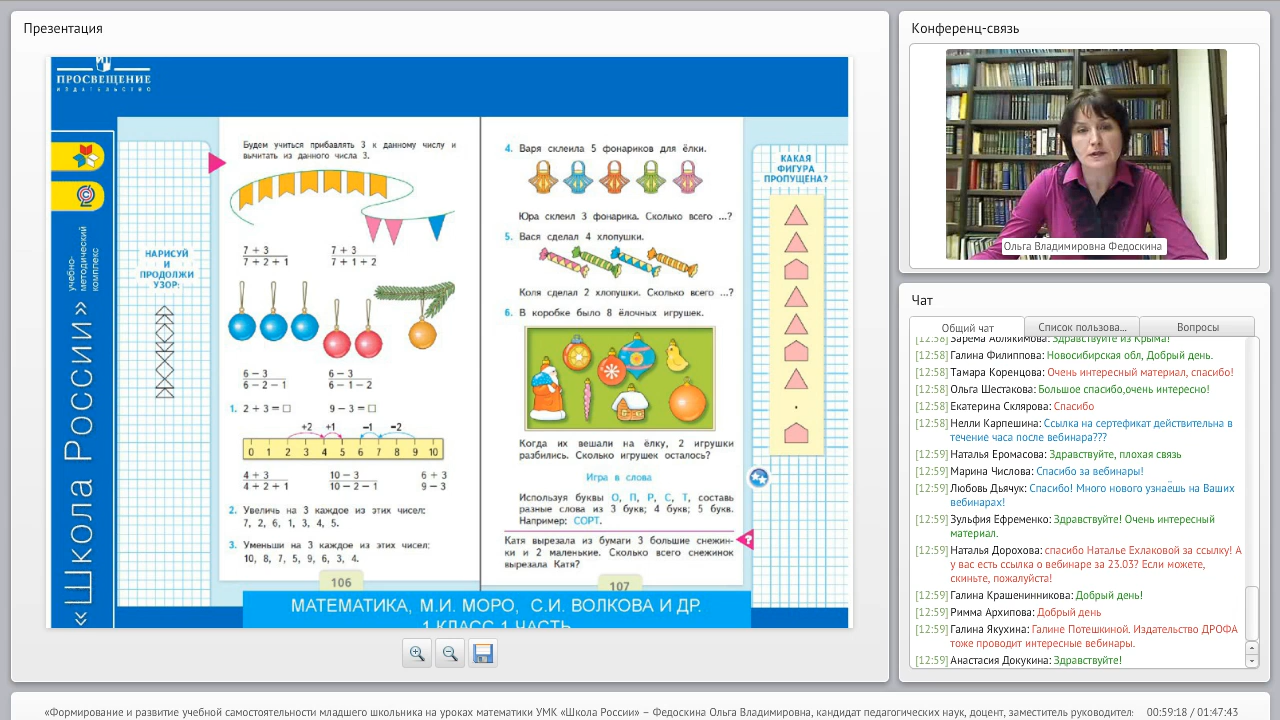 Презентация
ПРОСВЕЩЕНИЕ
ИЗДАТЕЛЬСТВО
«ШКОЛА РОССИИ»
учебно-
методический
комплекс
НАРИСУЙ
И
ПРОДОЛЖИ
УЗОР:
Будем учиться прибавлять 3 к данному числу и
вычитать из данного числа 3.
7 + 3
7 + 2 + 1
7 + 3
7 + 1 + 2
6 − 3
6 − 2 − 1
6 − 3
6 − 1 − 2
1. 2 + 3 = □ 9 − 3 = □
+2 +1 −1 −2
0 1 2 3 4 5 6 7 8 9 10
4 + 3
4 + 2 + 1
10 − 3
10 − 2 − 1
6 + 3
9 − 3
2. Увеличь на 3 каждое из этих чисел:
7, 2, 6, 1, 3, 4, 5.
3. Уменьши на 3 каждое из этих чисел:
10, 8, 7, 5, 9, 6, 3, 4.
106
4. Варя склеила 5 фонариков для ёлки.
Юра склеил 3 фонарика. Сколько всего ...?
5. Вася сделал 4 хлопушки.
Коля сделал 2 хлопушки. Сколько всего ...?
6. В коробке было 8 ёлочных игрушек.
Когда их вешали на ёлку, 2 игрушки
разбились. Сколько игрушек осталось?
Игра в слова
Используя буквы О, П, Р, С, Т, составь
разные слова из 3 букв; 4 букв; 5 букв.
Например: СОРТ.
Катя вырезала из бумаги 3 большие снежин-
ки и 2 маленькие. Сколько всего снежинок
вырезала Катя?
?
107
КАКАЯ
ФИГУРА
ПРОПУЩЕНА?
МАТЕМАТИКА, М.И. МОРО, С.И. ВОЛКОВА И ДР.
1 КЛАСС 1 ЧАСТЬ
Конференц-связь
Ольга Владимировна Федоскина
Чат
Общий чат Список пользова... Вопросы
[12:58] Зарема Аблякимова: Здравствуйте из Крыма!
[12:58] Галина Филиппова: Новосибирская обл, Добрый день.
[12:58] Тамара Коренцова: Очень интересный материал, спасибо!
[12:58] Ольга Шестакова: Большое спасибо,очень интересно!
[12:58] Екатерина Склярова: Спасибо
[12:58] Нелли Карпешина: Ссылка на сертефикат действительна в
течение часа после вебинара???
[12:59] Наталья Еромасова: Здравствуйте, плохая связь
[12:59] Марина Числова: Спасибо за вебинары!
[12:59] Любовь Дьячук: Спасибо! Много нового узнаёшь на Ваших
вебинарах!
[12:59] Зульфия Ефременко: Здравствуйте! Очень интересный
материал.
[12:59] Наталья Дорохова: спасибо Наталье Ехлаковой за ссылку! А
у вас есть ссылка о вебинаре за 23.03? Если можете,
скиньте, пожалуйста!
[12:59] Галина Крашенинникова: Добрый день!
[12:59] Римма Архипова: Добрый день
[12:59] Галина Якухина: Галине Потешкиной. Издательство ДРОФА
тоже проводит интересные вебинары.
[12:59] Анастасия Докукина: Здравствуйте!
«Формирование и развитие учебной самостоятельности младшего школьника на уроках математики УМК «Школа России» – Федоскина Ольга Владимировна, кандидат педагогических наук, доцент, заместитель руководител: 00:59:18 / 01:47:43